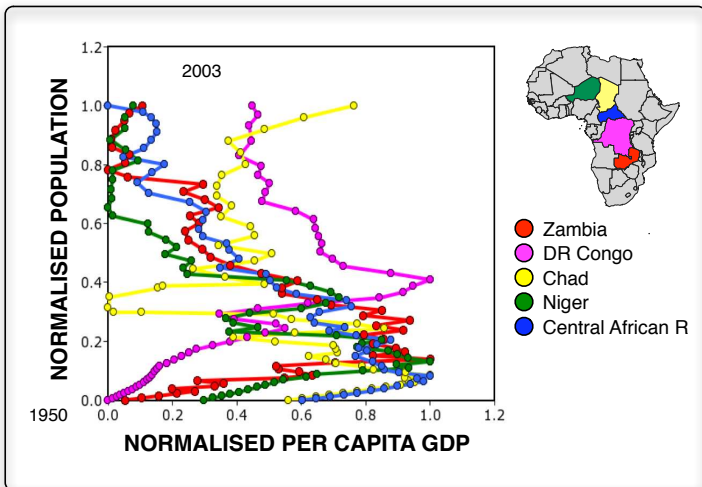 1.2
2003
1.0
0.8
0.6
0.4
0.2
0.0
NORMALISED POPULATION
1950
0.0 0.2 0.4 0.6 0.8 1.0 1.2
NORMALISED PER CAPITA GDP
Zambia
DR Congo
Chad
Niger
Central African R